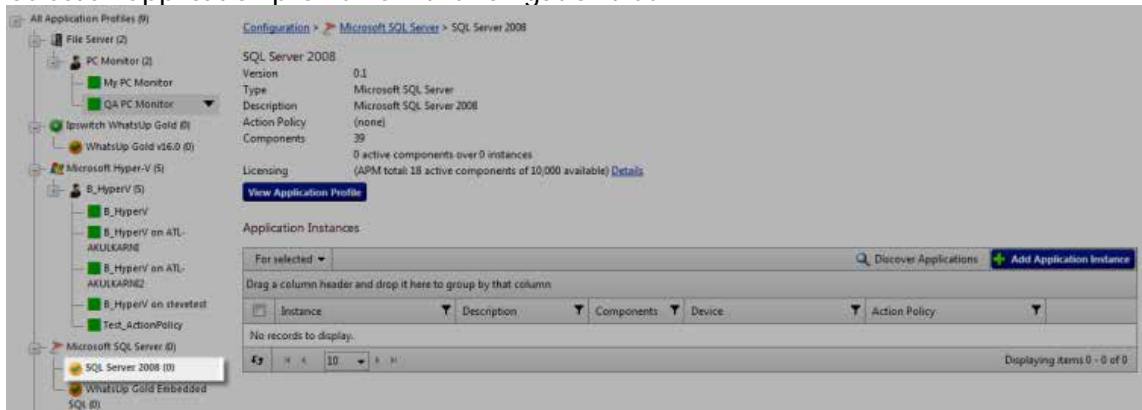 All Application Profiles (9)
File Server (2)
PC Monitor (2)
My PC Monitor
QA PC Monitor
Ipswitch WhatsUp Gold (0)
WhatsUp Gold v16.0 (0)
Microsoft Hyper-V (5)
B_HyperV (5)
B_HyperV
B_HyperV on ATL-
AKULKARNI
B_HyperV on ATL-
AKULKARNI2
B_HyperV on stevetest
Test_ActionPolicy
Microsoft SQL Server (0)
SQL Server 2008 (0)
WhatsUp Gold Embedded
SQL (0)
Configuration > Microsoft SQL Server > SQL Server 2008
SQL Server 2008
Version 0.1
Type Microsoft SQL Server
Description Microsoft SQL Server 2008
Action Policy (none)
Components 39
0 active components over 0 instances
Licensing (APM total: 18 active components of 10,000 available) Details
View Application Profile
Application Instances
For selected Discover Applications Add Application Instance
Drag a column header and drop it here to group by that column
Instance Description Components Device Action Policy
No records to display.
10 Displaying items 0 - 0 of 0